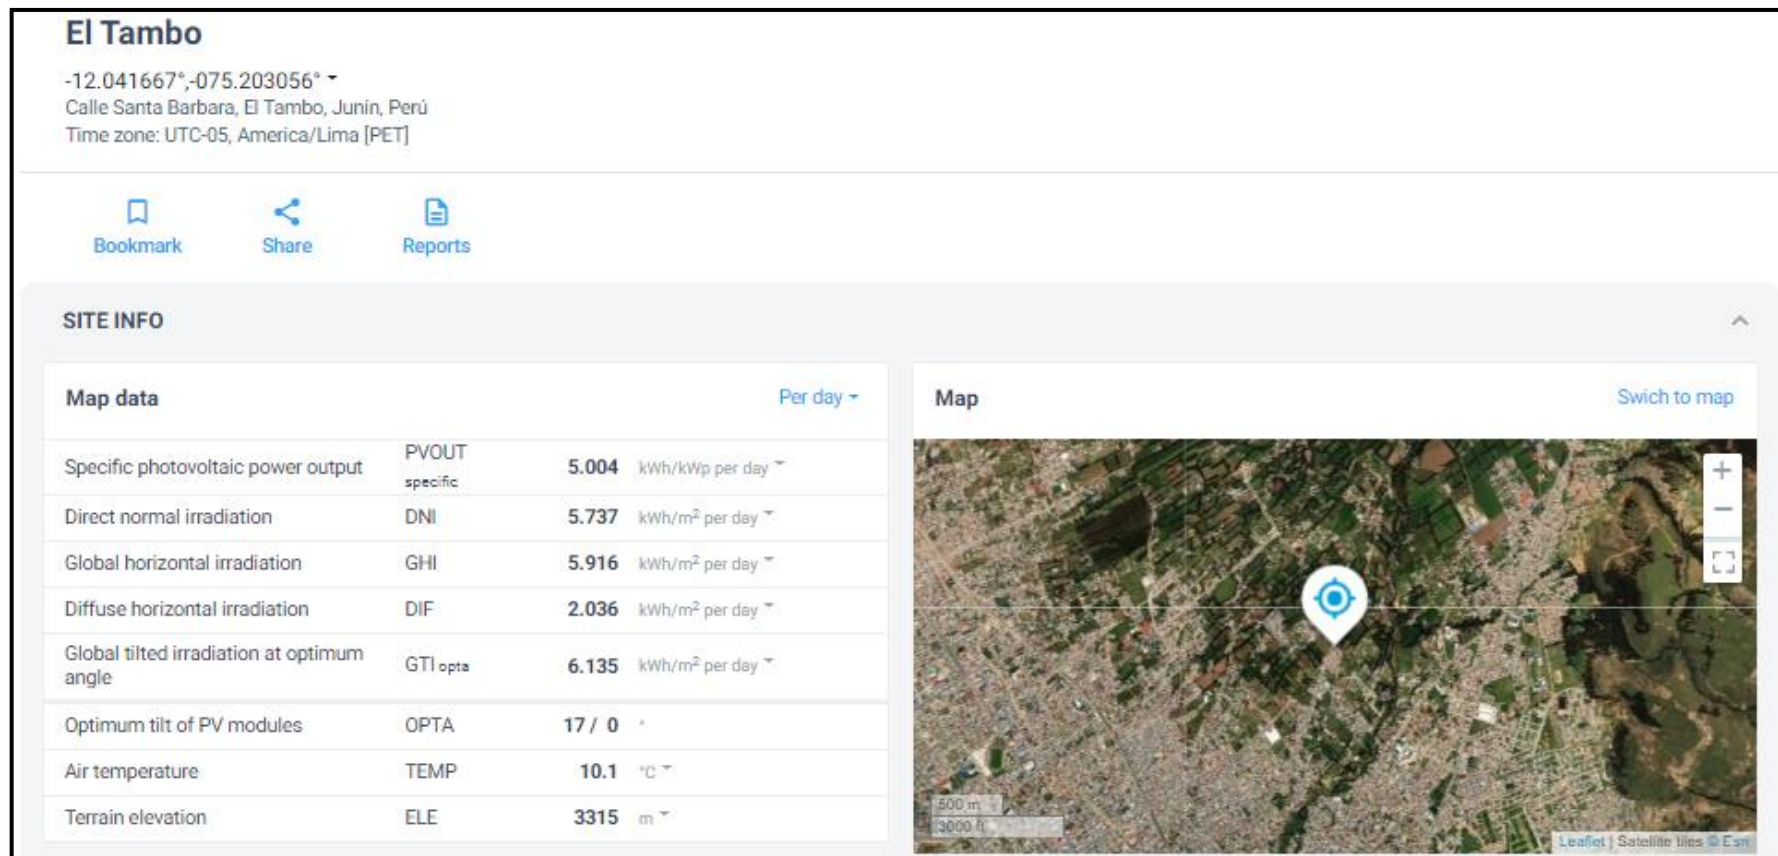 El Tambo
-12.041667°,-075.203056°
Calle Santa Barbara, El Tambo, Junín, Perú
Time zone: UTC-05, America/Lima [PET]
Bookmark Share Reports
SITE INFO
Map data Per day
Specific photovoltaic power output PVOUT specific 5.004 kWh/kWp per day
Direct normal irradiation DNI 5.737 kWh/m² per day
Global horizontal irradiation GHI 5.916 kWh/m² per day
Diffuse horizontal irradiation DIF 2.036 kWh/m² per day
Global tilted irradiation at optimum angle GTI opta 6.135 kWh/m² per day
Optimum tilt of PV modules OPTA 17 / 0 °
Air temperature TEMP 10.1 °C
Terrain elevation ELE 3315 m
Map Swich to map
+
−
500 m
3000 ft
Leaflet | Satellite tiles © Esri